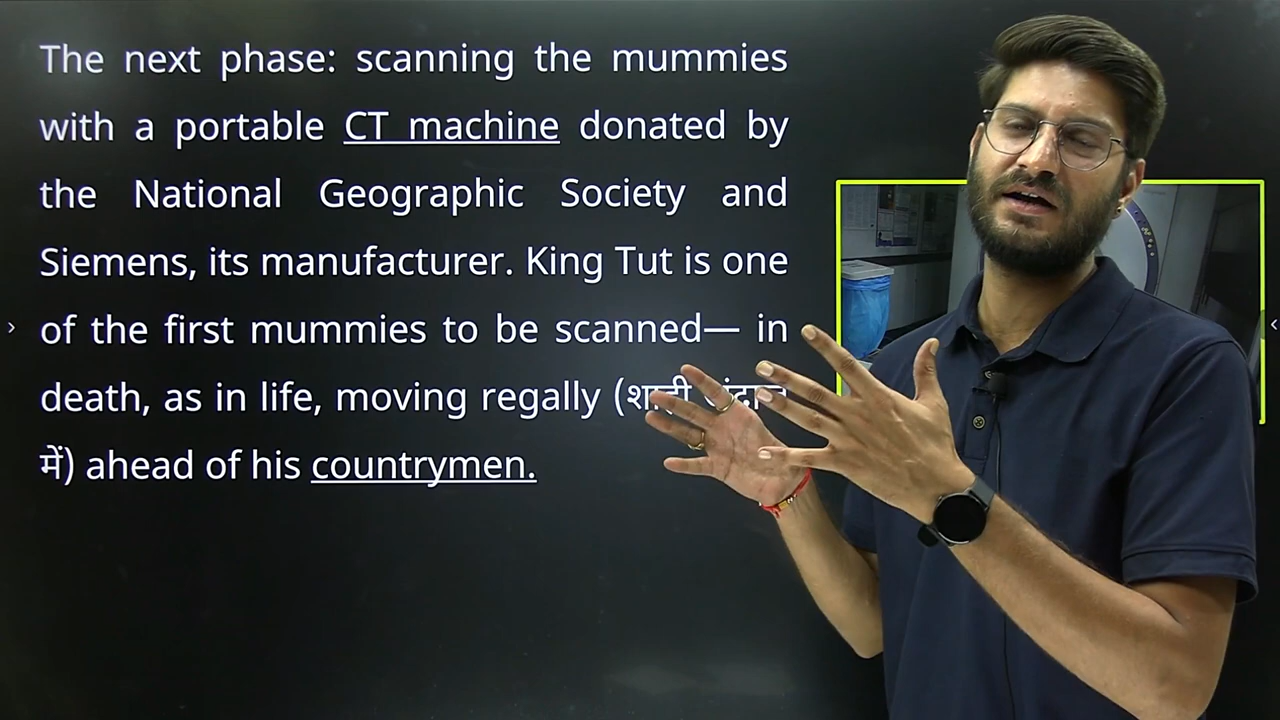 The next phase: scanning the mummies
with a portable CT machine donated by
the National Geographic Society and
Siemens, its manufacturer. King Tut is one
of the first mummies to be scanned— in
death, as in life, moving regally (
में) ahead of his countrymen.